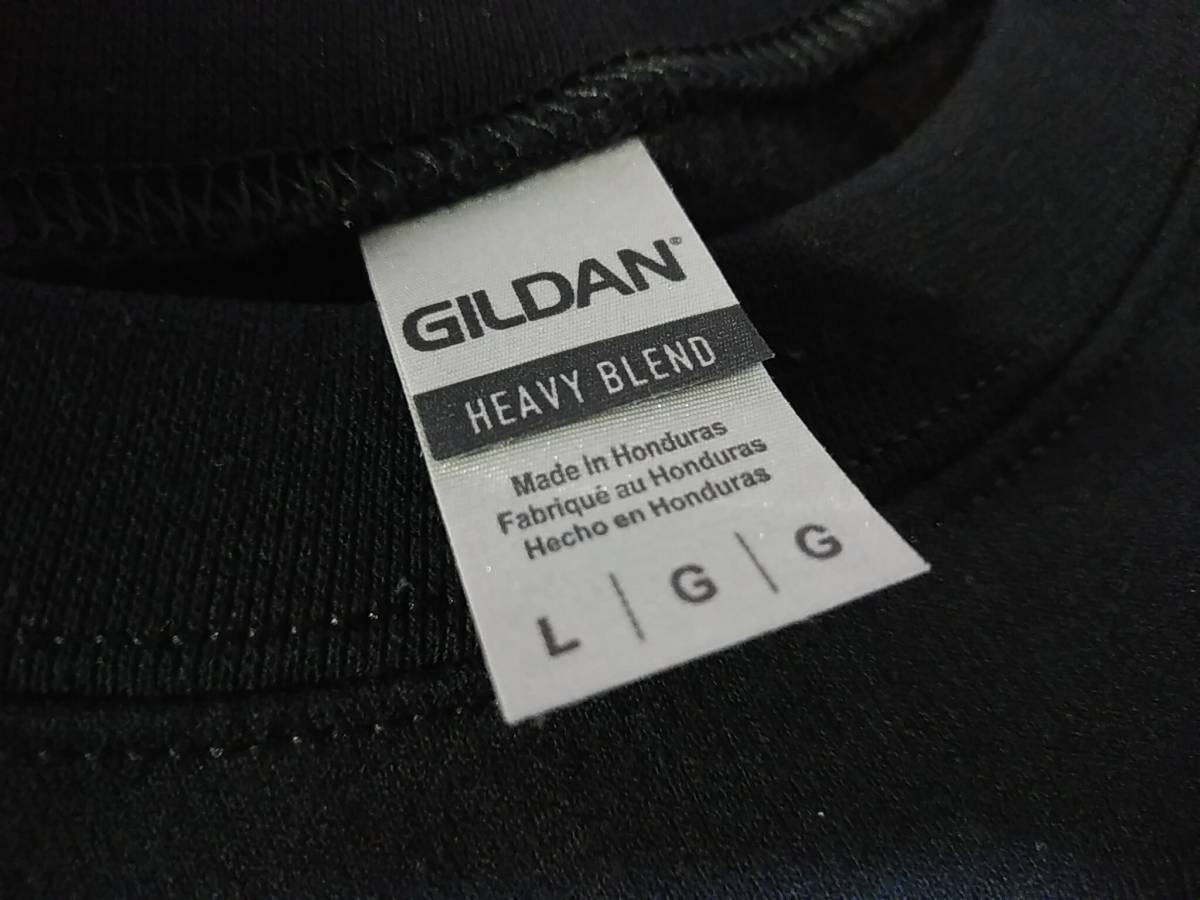 GILDAN®
HEAVY BLEND
Made In Honduras
Fabriqué au Honduras
Hecho en Honduras
L | G | G